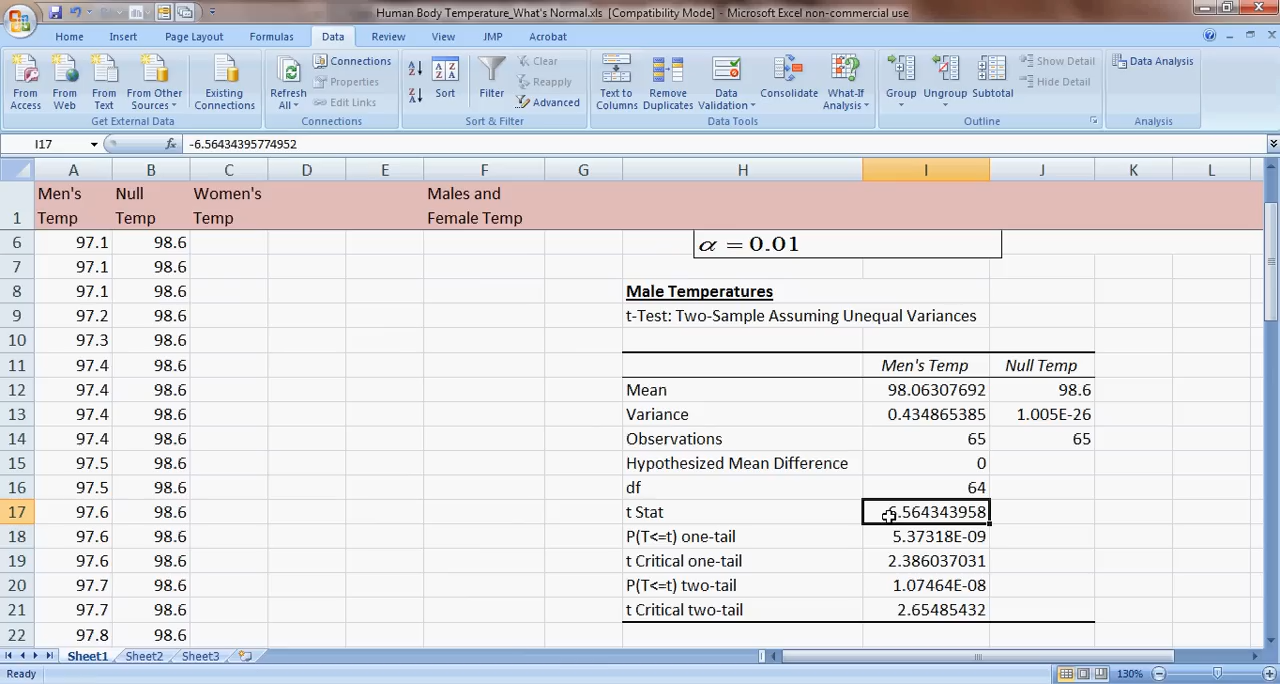 Human Body Temperature_What's Normal.xls [Compatibility Mode] - Microsoft Excel non-commercial use
Home Insert Page Layout Formulas Data Review View JMP Acrobat
From Access
From Web
From Text
From Other Sources
Existing Connections
Get External Data
Refresh All
Connections
Properties
Edit Links
Connections
Sort
Filter
Clear
Reapply
Advanced
Sort & Filter
Text to Columns
Remove Duplicates
Data Validation
Consolidate
What-If Analysis
Data Tools
Group
Ungroup
Subtotal
Show Detail
Hide Detail
Outline
Data Analysis
Analysis
I17 fx -6.56434395774952
A B C D E F G H I J K L
Men's Null Women's Males and
1 Temp Temp Temp Female Temp
6 97.1 98.6 α = 0.01
7 97.1 98.6
8 97.1 98.6 Male Temperatures
9 97.2 98.6 t-Test: Two-Sample Assuming Unequal Variances
10 97.3 98.6
11 97.4 98.6 Men's Temp Null Temp
12 97.4 98.6 Mean 98.06307692 98.6
13 97.4 98.6 Variance 0.434865385 1.005E-26
14 97.4 98.6 Observations 65 65
15 97.5 98.6 Hypothesized Mean Difference 0
16 97.5 98.6 df 64
17 97.6 98.6 t Stat 6.564343958
18 97.6 98.6 P(T<=t) one-tail 5.37318E-09
19 97.6 98.6 t Critical one-tail 2.386037031
20 97.7 98.6 P(T<=t) two-tail 1.07464E-08
21 97.7 98.6 t Critical two-tail 2.65485432
22 97.8 98.6
Sheet1 Sheet2 Sheet3
Ready 130%